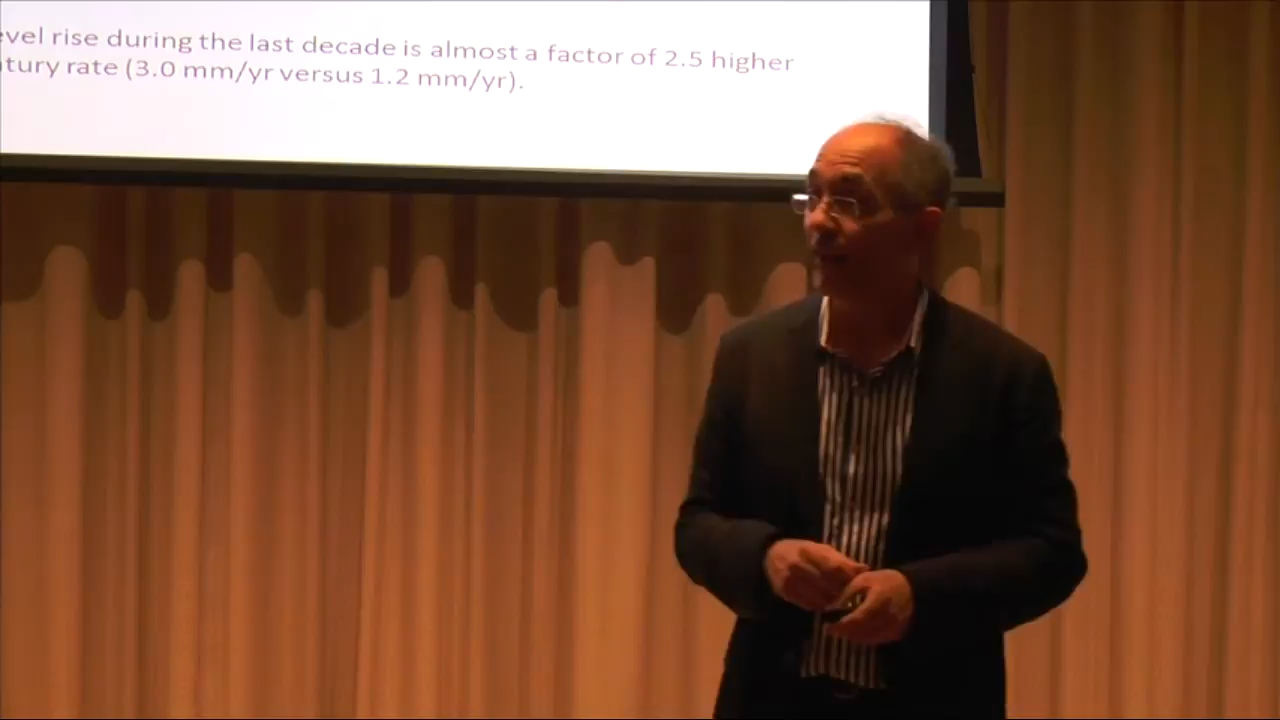 evel rise during the last decade is almost a factor of 2.5 higher
tury rate (3.0 mm/yr versus 1.2 mm/yr).